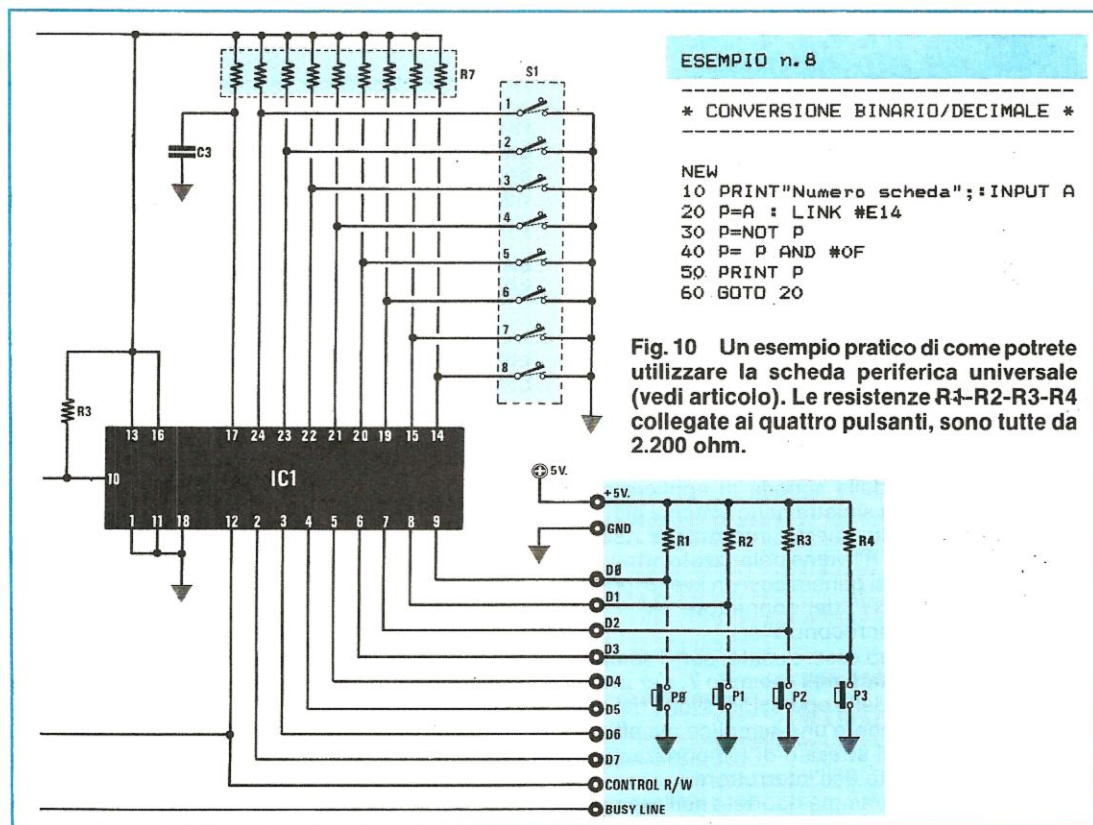 R7
S1
1
2
3
4
5
6
7
8
C3
R3
13 16 17 24 23 22 21 20 19 15 14
10
IC1
1 11 18 12 2 3 4 5 6 7 8 9
ESEMPIO n.8
* CONVERSIONE BINARIO/DECIMALE *
NEW
10 PRINT"Numero scheda";:INPUT A
20 P=A : LINK #E14
30 P=NOT P
40 P= P AND #OF
50 PRINT P
60 GOTO 20
Fig. 10 Un esempio pratico di come potrete
utilizzare la scheda periferica universale
(vedi articolo). Le resistenze R1-R2-R3-R4
collegate ai quattro pulsanti, sono tutte da
2.200 ohm.
5V.
+5V.
GND
R1 R2 R3 R4
DØ
D1
D2
D3
D4
D5
D6
D7
PØ P1 P2 P3
CONTROL R/W
BUSY LINE